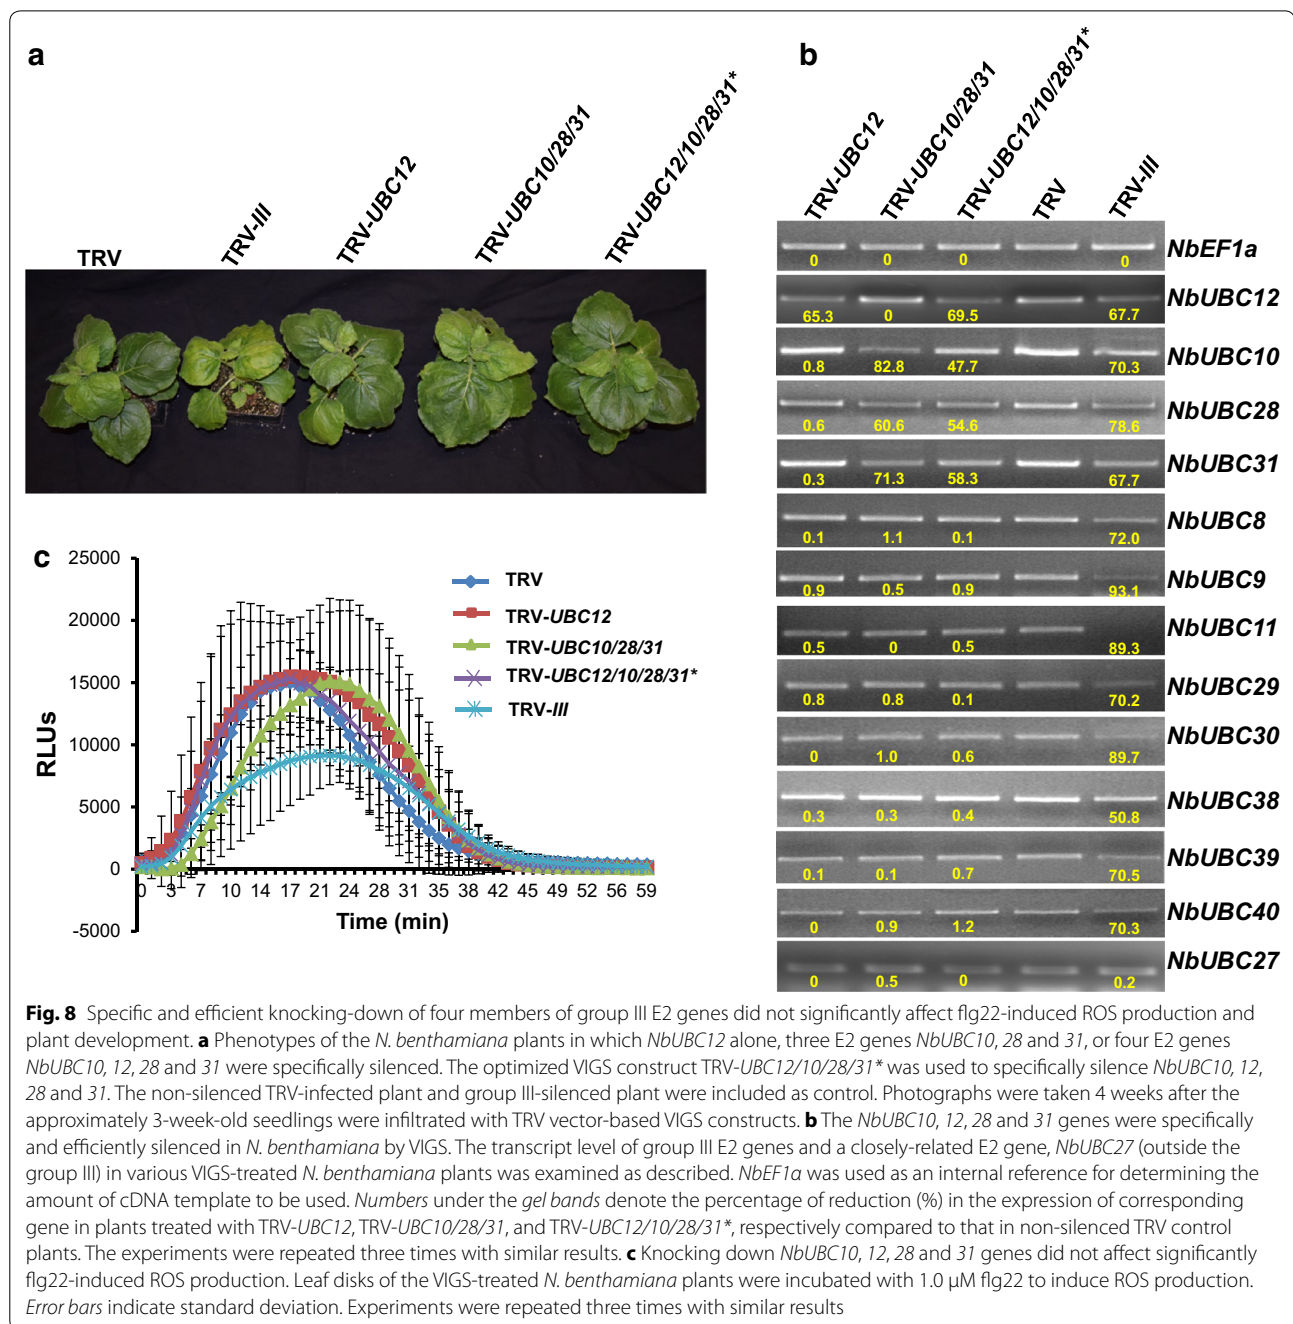 a
TRV
TRV-III
TRV-UBC12
TRV-UBC10/28/31
TRV-UBC12/10/28/31*
b
TRV-UBC12
TRV-UBC10/28/31
TRV-UBC12/10/28/31*
TRV
TRV-III
0 0 0 0 NbEF1a
65.3 0 69.5 67.7 NbUBC12
0.8 82.8 47.7 70.3 NbUBC10
0.6 60.6 54.6 78.6 NbUBC28
0.3 71.3 58.3 67.7 NbUBC31
0.1 1.1 0.1 72.0 NbUBC8
0.9 0.5 0.9 93.1 NbUBC9
0.5 0 0.5 89.3 NbUBC11
0.8 0.8 0.1 70.2 NbUBC29
0 1.0 0.6 89.7 NbUBC30
0.3 0.3 0.4 50.8 NbUBC38
0.1 0.1 0.7 70.5 NbUBC39
0 0.9 1.2 70.3 NbUBC40
0 0.5 0 0.2 NbUBC27
c
25000
20000
15000
10000
5000
0
-5000
RLUs
TRV
TRV-UBC12
TRV-UBC10/28/31
TRV-UBC12/10/28/31*
TRV-III
0 3 7 10 14 17 21 24 28 31 35 38 42 45 49 52 56 59
Time (min)
Fig. 8 Specific and efficient knocking-down of four members of group III E2 genes did not significantly affect flg22-induced ROS production and
plant development. a Phenotypes of the N. benthamiana plants in which NbUBC12 alone, three E2 genes NbUBC10, 28 and 31, or four E2 genes
NbUBC10, 12, 28 and 31 were specifically silenced. The optimized VIGS construct TRV-UBC12/10/28/31* was used to specifically silence NbUBC10, 12,
28 and 31. The non-silenced TRV-infected plant and group III-silenced plant were included as control. Photographs were taken 4 weeks after the
approximately 3-week-old seedlings were infiltrated with TRV vector-based VIGS constructs. b The NbUBC10, 12, 28 and 31 genes were specifically
and efficiently silenced in N. benthamiana by VIGS. The transcript level of group III E2 genes and a closely-related E2 gene, NbUBC27 (outside the
group III) in various VIGS-treated N. benthamiana plants was examined as described. NbEF1a was used as an internal reference for determining the
amount of cDNA template to be used. Numbers under the gel bands denote the percentage of reduction (%) in the expression of corresponding
gene in plants treated with TRV-UBC12, TRV-UBC10/28/31, and TRV-UBC12/10/28/31*, respectively compared to that in non-silenced TRV control
plants. The experiments were repeated three times with similar results. c Knocking down NbUBC10, 12, 28 and 31 genes did not affect significantly
flg22-induced ROS production. Leaf disks of the VIGS-treated N. benthamiana plants were incubated with 1.0 μM flg22 to induce ROS production.
Error bars indicate standard deviation. Experiments were repeated three times with similar results